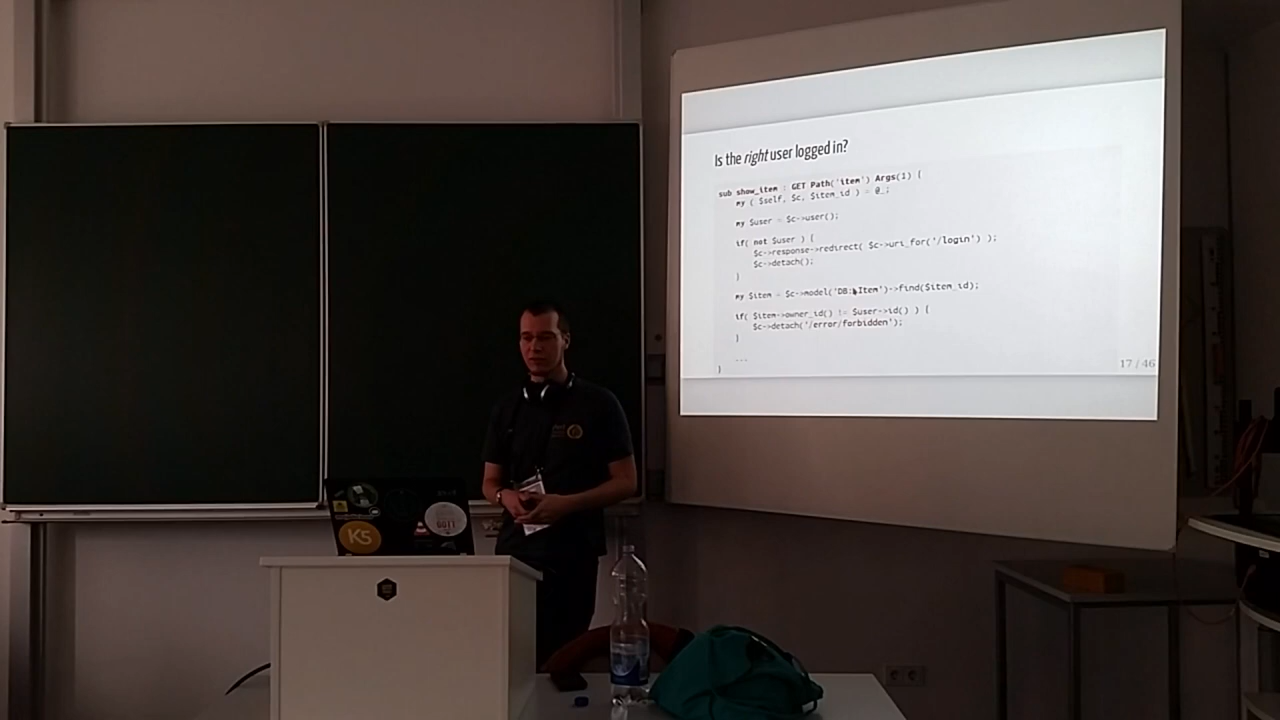 Is the right user logged in?
sub show_item : GET Path('item') Args(1) {
my ( $self, $c, $item_id ) = @_;
my $user = $c->user();
if( not $user ) {
$c->response->redirect( $c->uri_for('/login') );
$c->detach();
}
my $item = $c->model('DB::Item')->find($item_id);
if( $item->owner_id() != $user->id() ) {
$c->detach('/error/forbidden');
}
...
}
17 / 46
K5